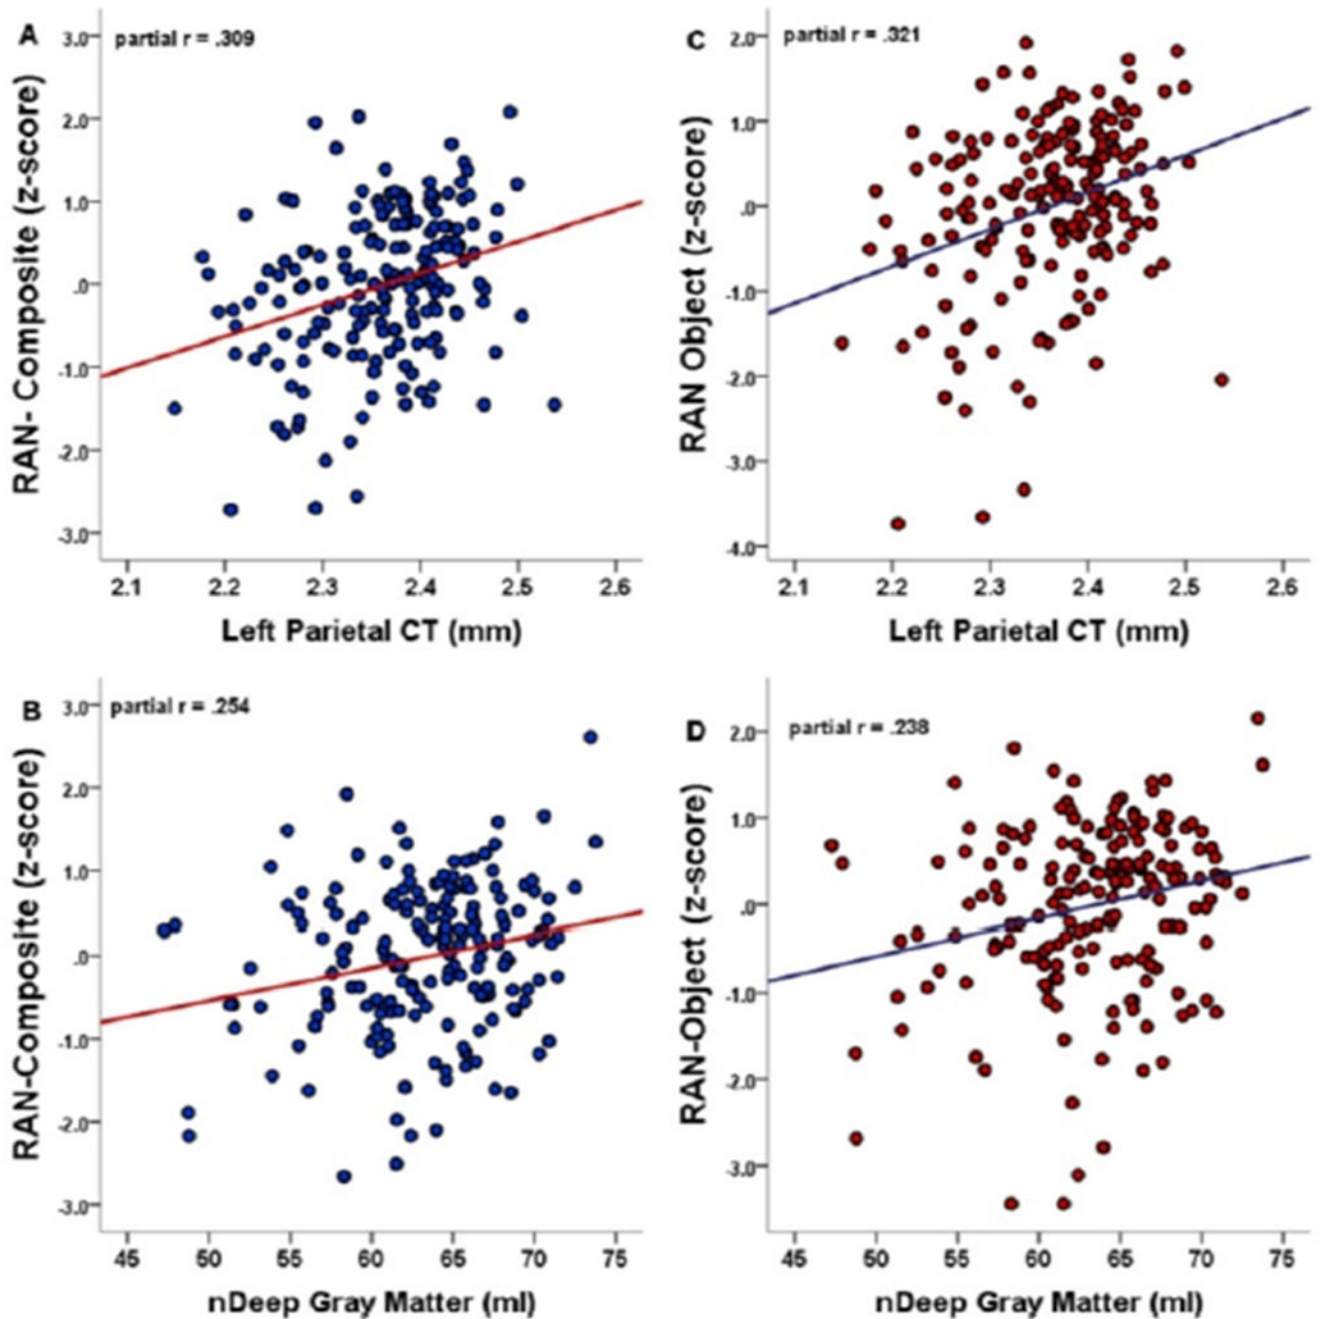 A
partial r = .309
RAN- Composite (z-score)
3.0
2.0
1.0
.0
-1.0
-2.0
-3.0
2.1 2.2 2.3 2.4 2.5 2.6
Left Parietal CT (mm)
C
partial r = .321
RAN Object (z-score)
2.0
1.0
.0
-1.0
-2.0
-3.0
-4.0
2.1 2.2 2.3 2.4 2.5 2.6
Left Parietal CT (mm)
B
partial r = .254
RAN-Composite (z-score)
3.0
2.0
1.0
.0
-1.0
-2.0
-3.0
45 50 55 60 65 70 75
nDeep Gray Matter (ml)
D
partial r = .238
RAN-Object (z-score)
2.0
1.0
.0
-1.0
-2.0
-3.0
45 50 55 60 65 70 75
nDeep Gray Matter (ml)